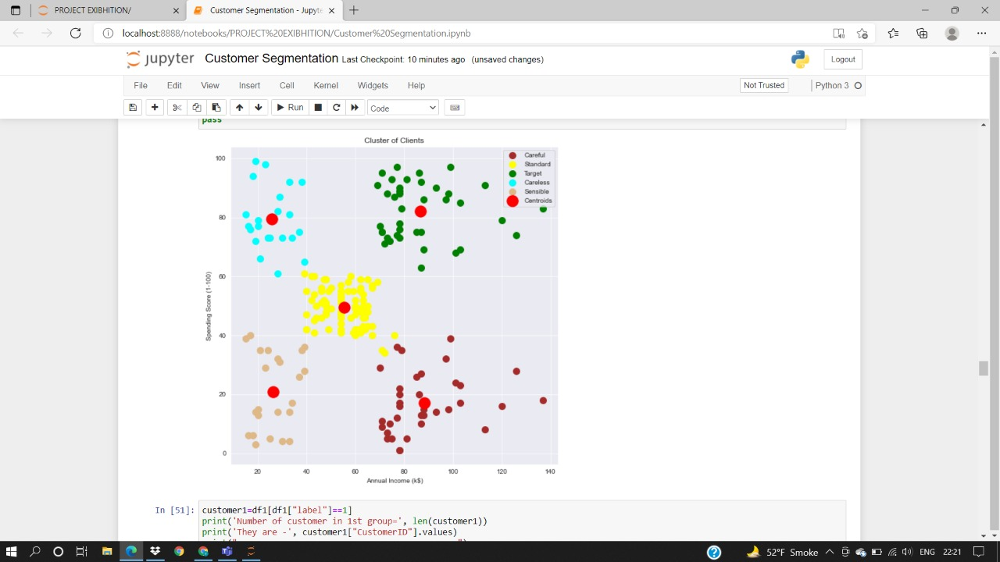 PROJECT EXIBHITION/
Customer Segmentation - Jupyte
localhost:8888/notebooks/PROJECT%20EXIBHITION/Customer%20Segmentation.ipynb
jupyter Customer Segmentation Last Checkpoint: 10 minutes ago (unsaved changes)
Logout
File Edit View Insert Cell Kernel Widgets Help
Not Trusted
Python 3
Run
Code
pass
Cluster of Clients
Careful
Standard
Target
Careless
Sensible
Centroids
100
80
60
40
20
0
Spending Score (1-100)
20 40 60 80 100 120 140
Annual Income (k$)
In [51]: customer1=df1[df1["label"]==1]
print('Number of customer in 1st group=', len(customer1))
print('They are -', customer1["CustomerID"].values)
52°F Smoke
ENG
22:21